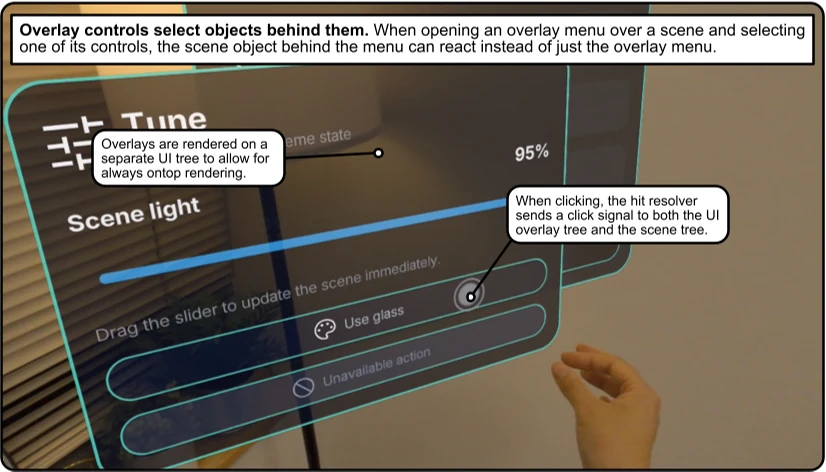 Overlay controls select objects behind them. When opening an overlay menu over a scene and selecting
one of its controls, the scene object behind the menu can react instead of just the overlay menu.
Tune
Overlays are rendered on a
separate UI tree to allow for
always ontop rendering.
eme state
95%
Scene light
When clicking, the hit resolver
sends a click signal to both the UI
overlay tree and the scene tree.
Drag the slider to update the scene immediately.
Use glass
Unavailable action